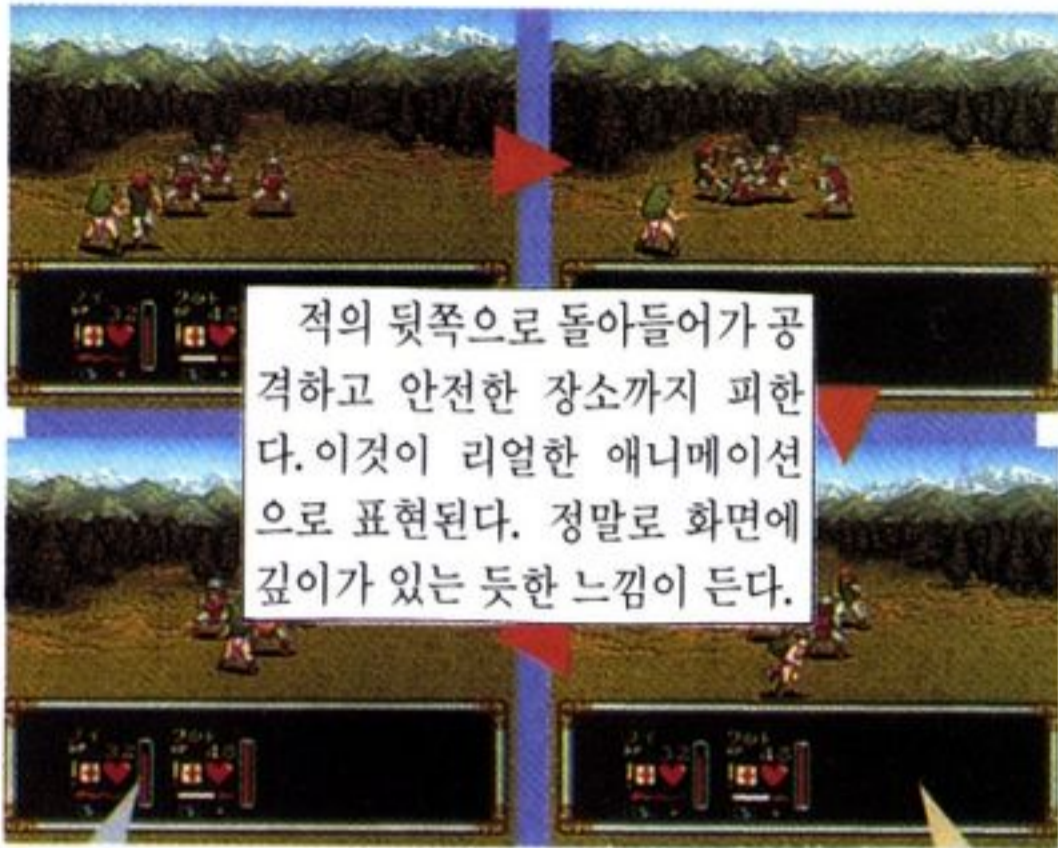 적의 뒷쪽으로 돌아들어가 공
격하고 안전한 장소까지 피한
다. 이것이 리얼한 애니메이션
으로 표현된다. 정말로 화면에
깊이가 있는 듯한 느낌이 든다.